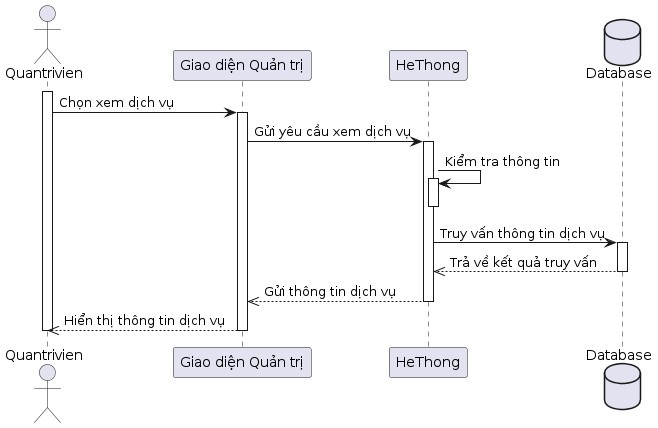 Quantrivien
Giao diện Quản trị
HeThong
Database
Chọn xem dịch vụ
Gửi yêu cầu xem dịch vụ
Kiểm tra thông tin
Truy vấn thông tin dịch vụ
Trả về kết quả truy vấn
Gửi thông tin dịch vụ
Hiển thị thông tin dịch vụ
Quantrivien
Giao diện Quản trị
HeThong
Database